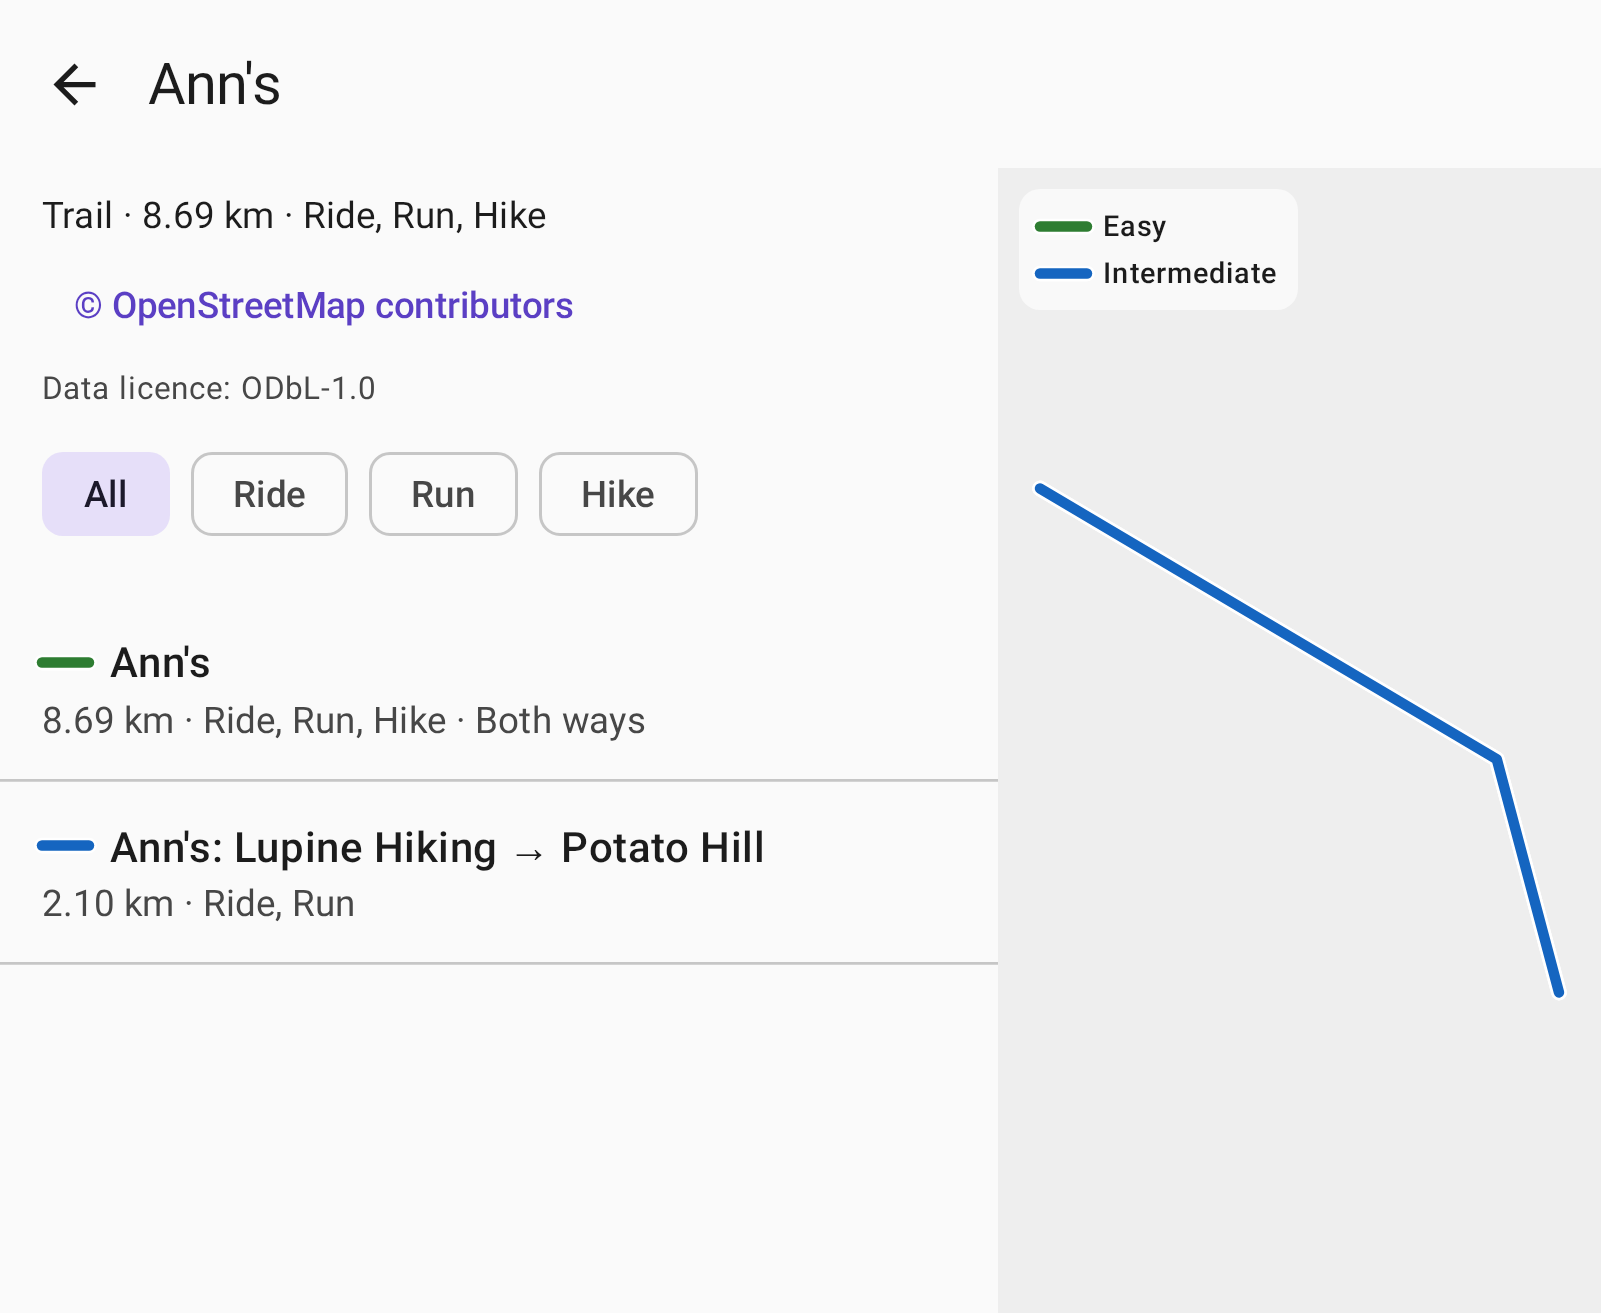 Ann's
Trail · 8.69 km · Ride, Run, Hike
© OpenStreetMap contributors
Data licence: ODbL-1.0
All
Ride
Run
Hike
Ann's
8.69 km · Ride, Run, Hike · Both ways
Ann's: Lupine Hiking → Potato Hill
2.10 km · Ride, Run
Easy
Intermediate